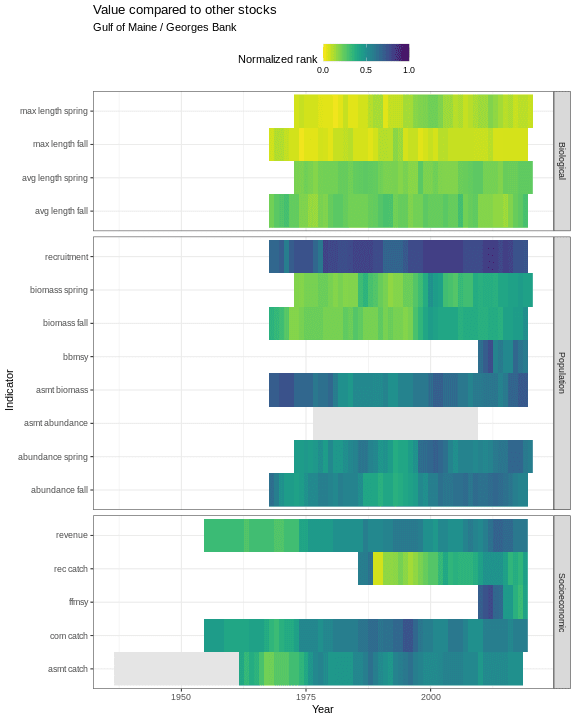 Value compared to other stocks
Gulf of Maine / Georges Bank
Normalized rank
0.0 0.5 1.0
max length spring
max length fall
avg length spring
avg length fall
Biological
recruitment
biomass spring
biomass fall
bbmsy
asmt biomass
asmt abundance
abundance spring
abundance fall
Population
revenue
rec catch
ffmsy
com catch
asmt catch
Socioeconomic
Indicator
1950 1975 2000
Year